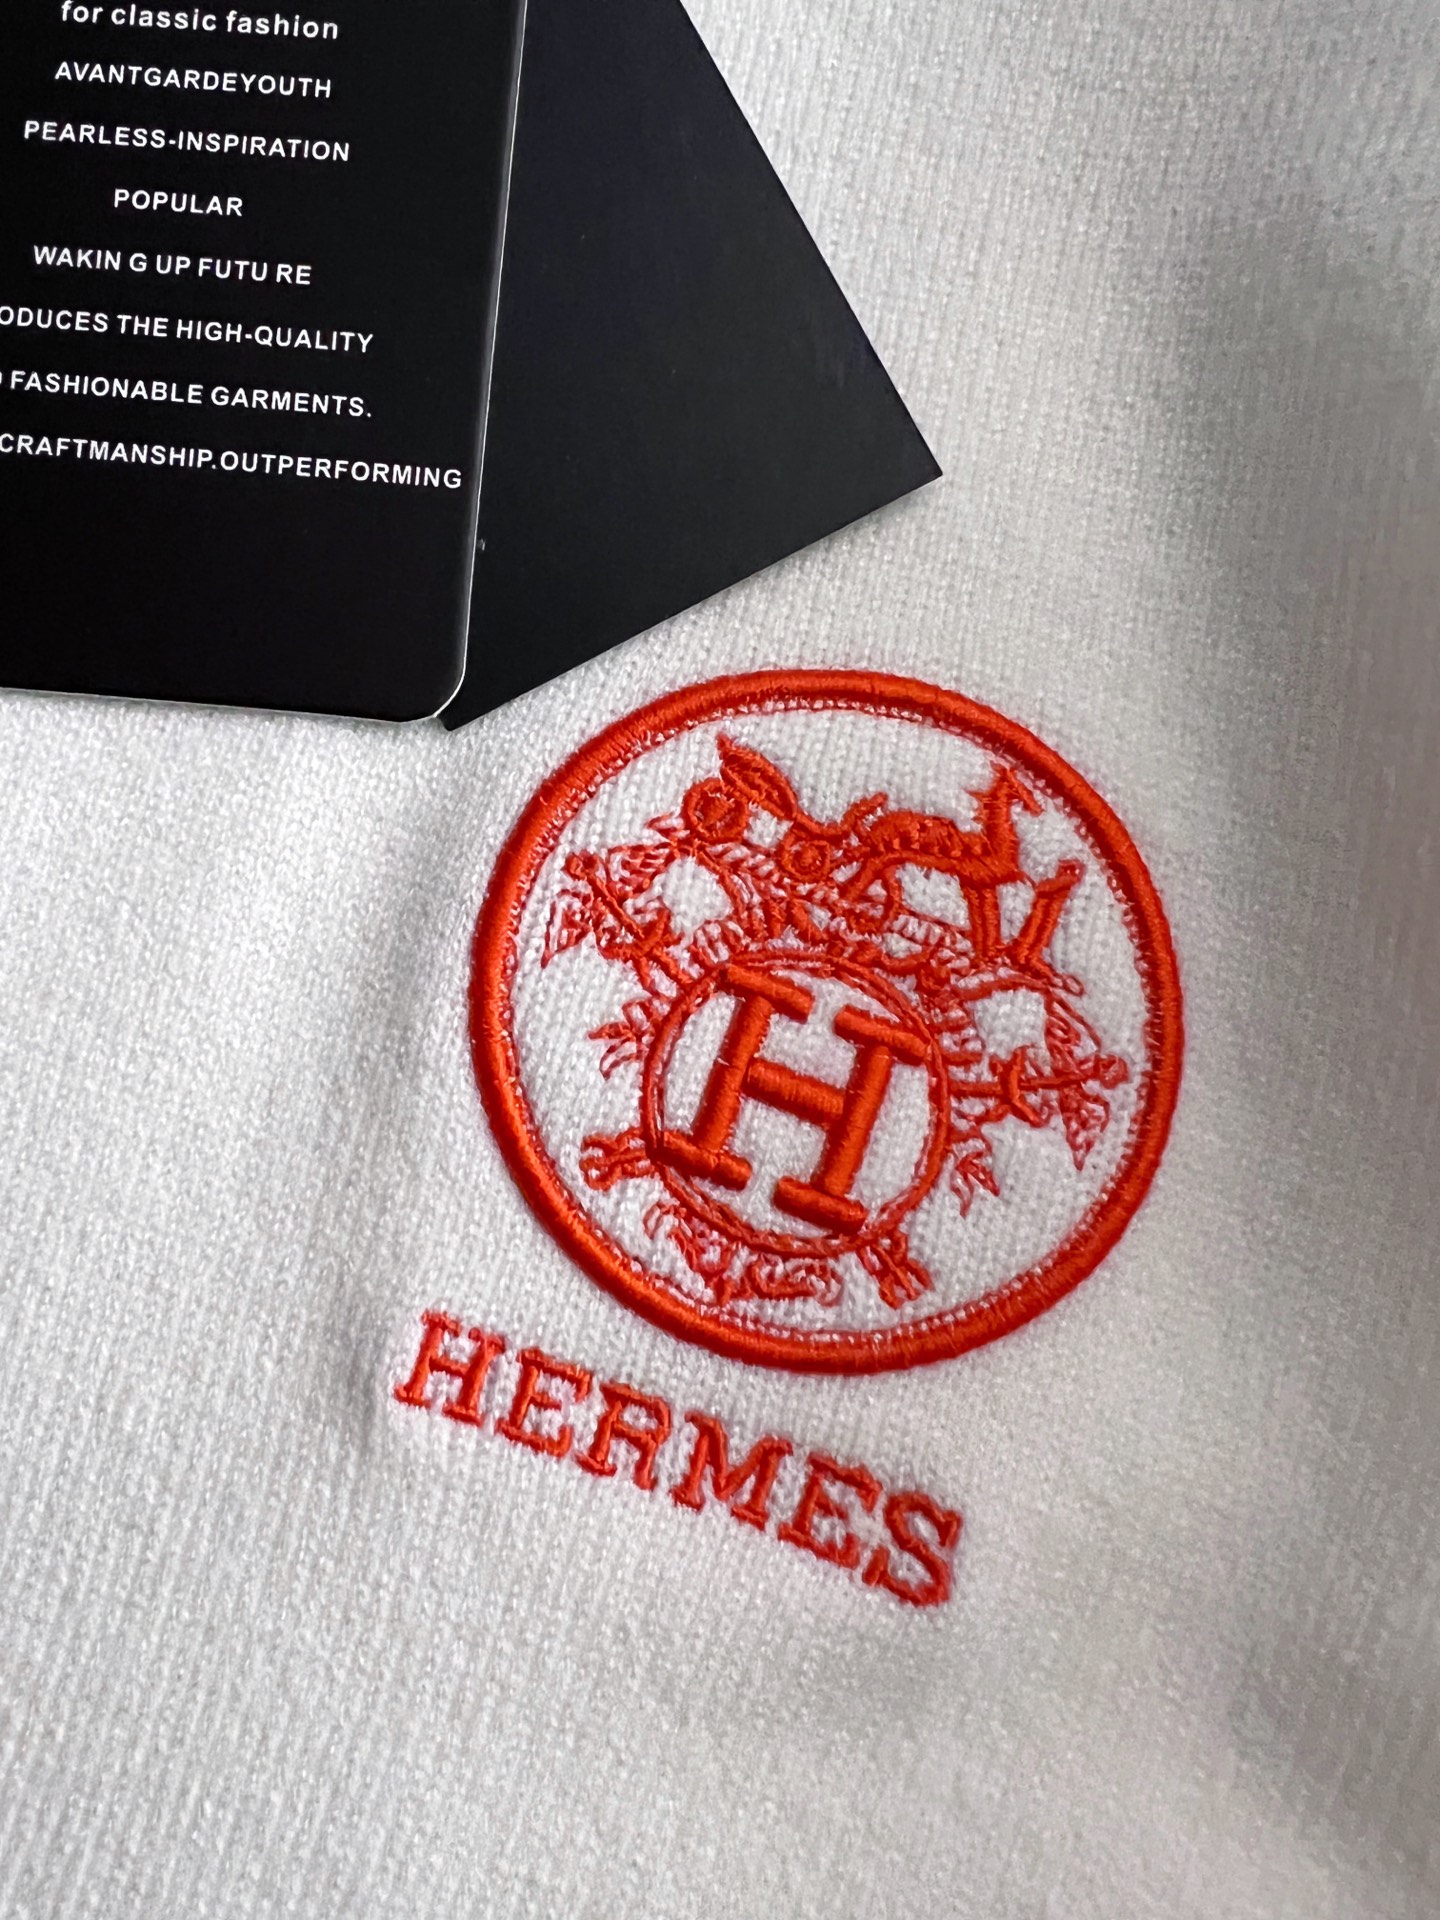 for classic fashion
AVANTGARDEYOUTH
PEARLESS-INSPIRATION
POPULAR
WAKIN G UP FUTU RE
ODUCES THE HIGH-QUALITY
FASHIONABLE GARMENTS.
CRAFTMANSHIP.OUTPERFORMING
H
HERMES